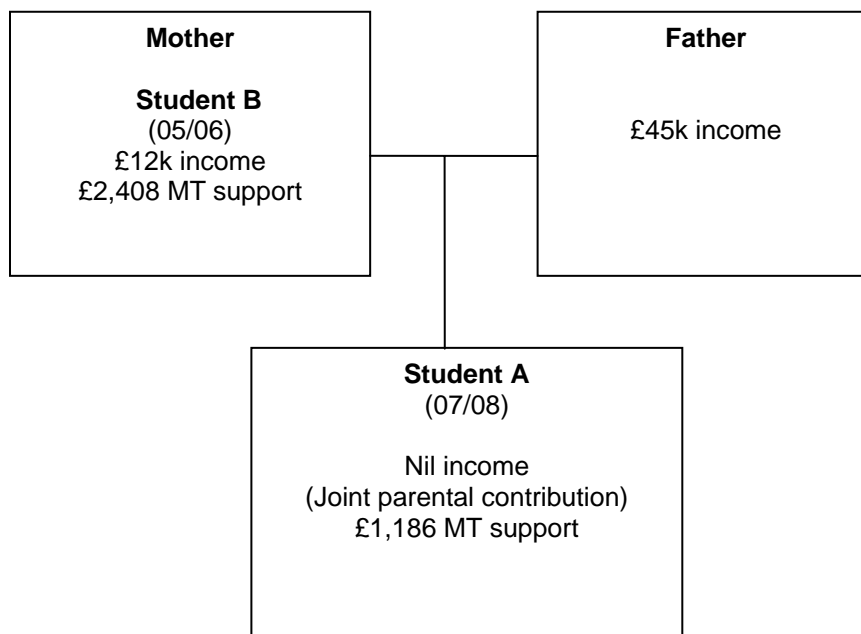 Mother
Student B
(05/06)
£12k income
£2,408 MT support
Father
£45k income
Student A
(07/08)
Nil income
(Joint parental contribution)
£1,186 MT support